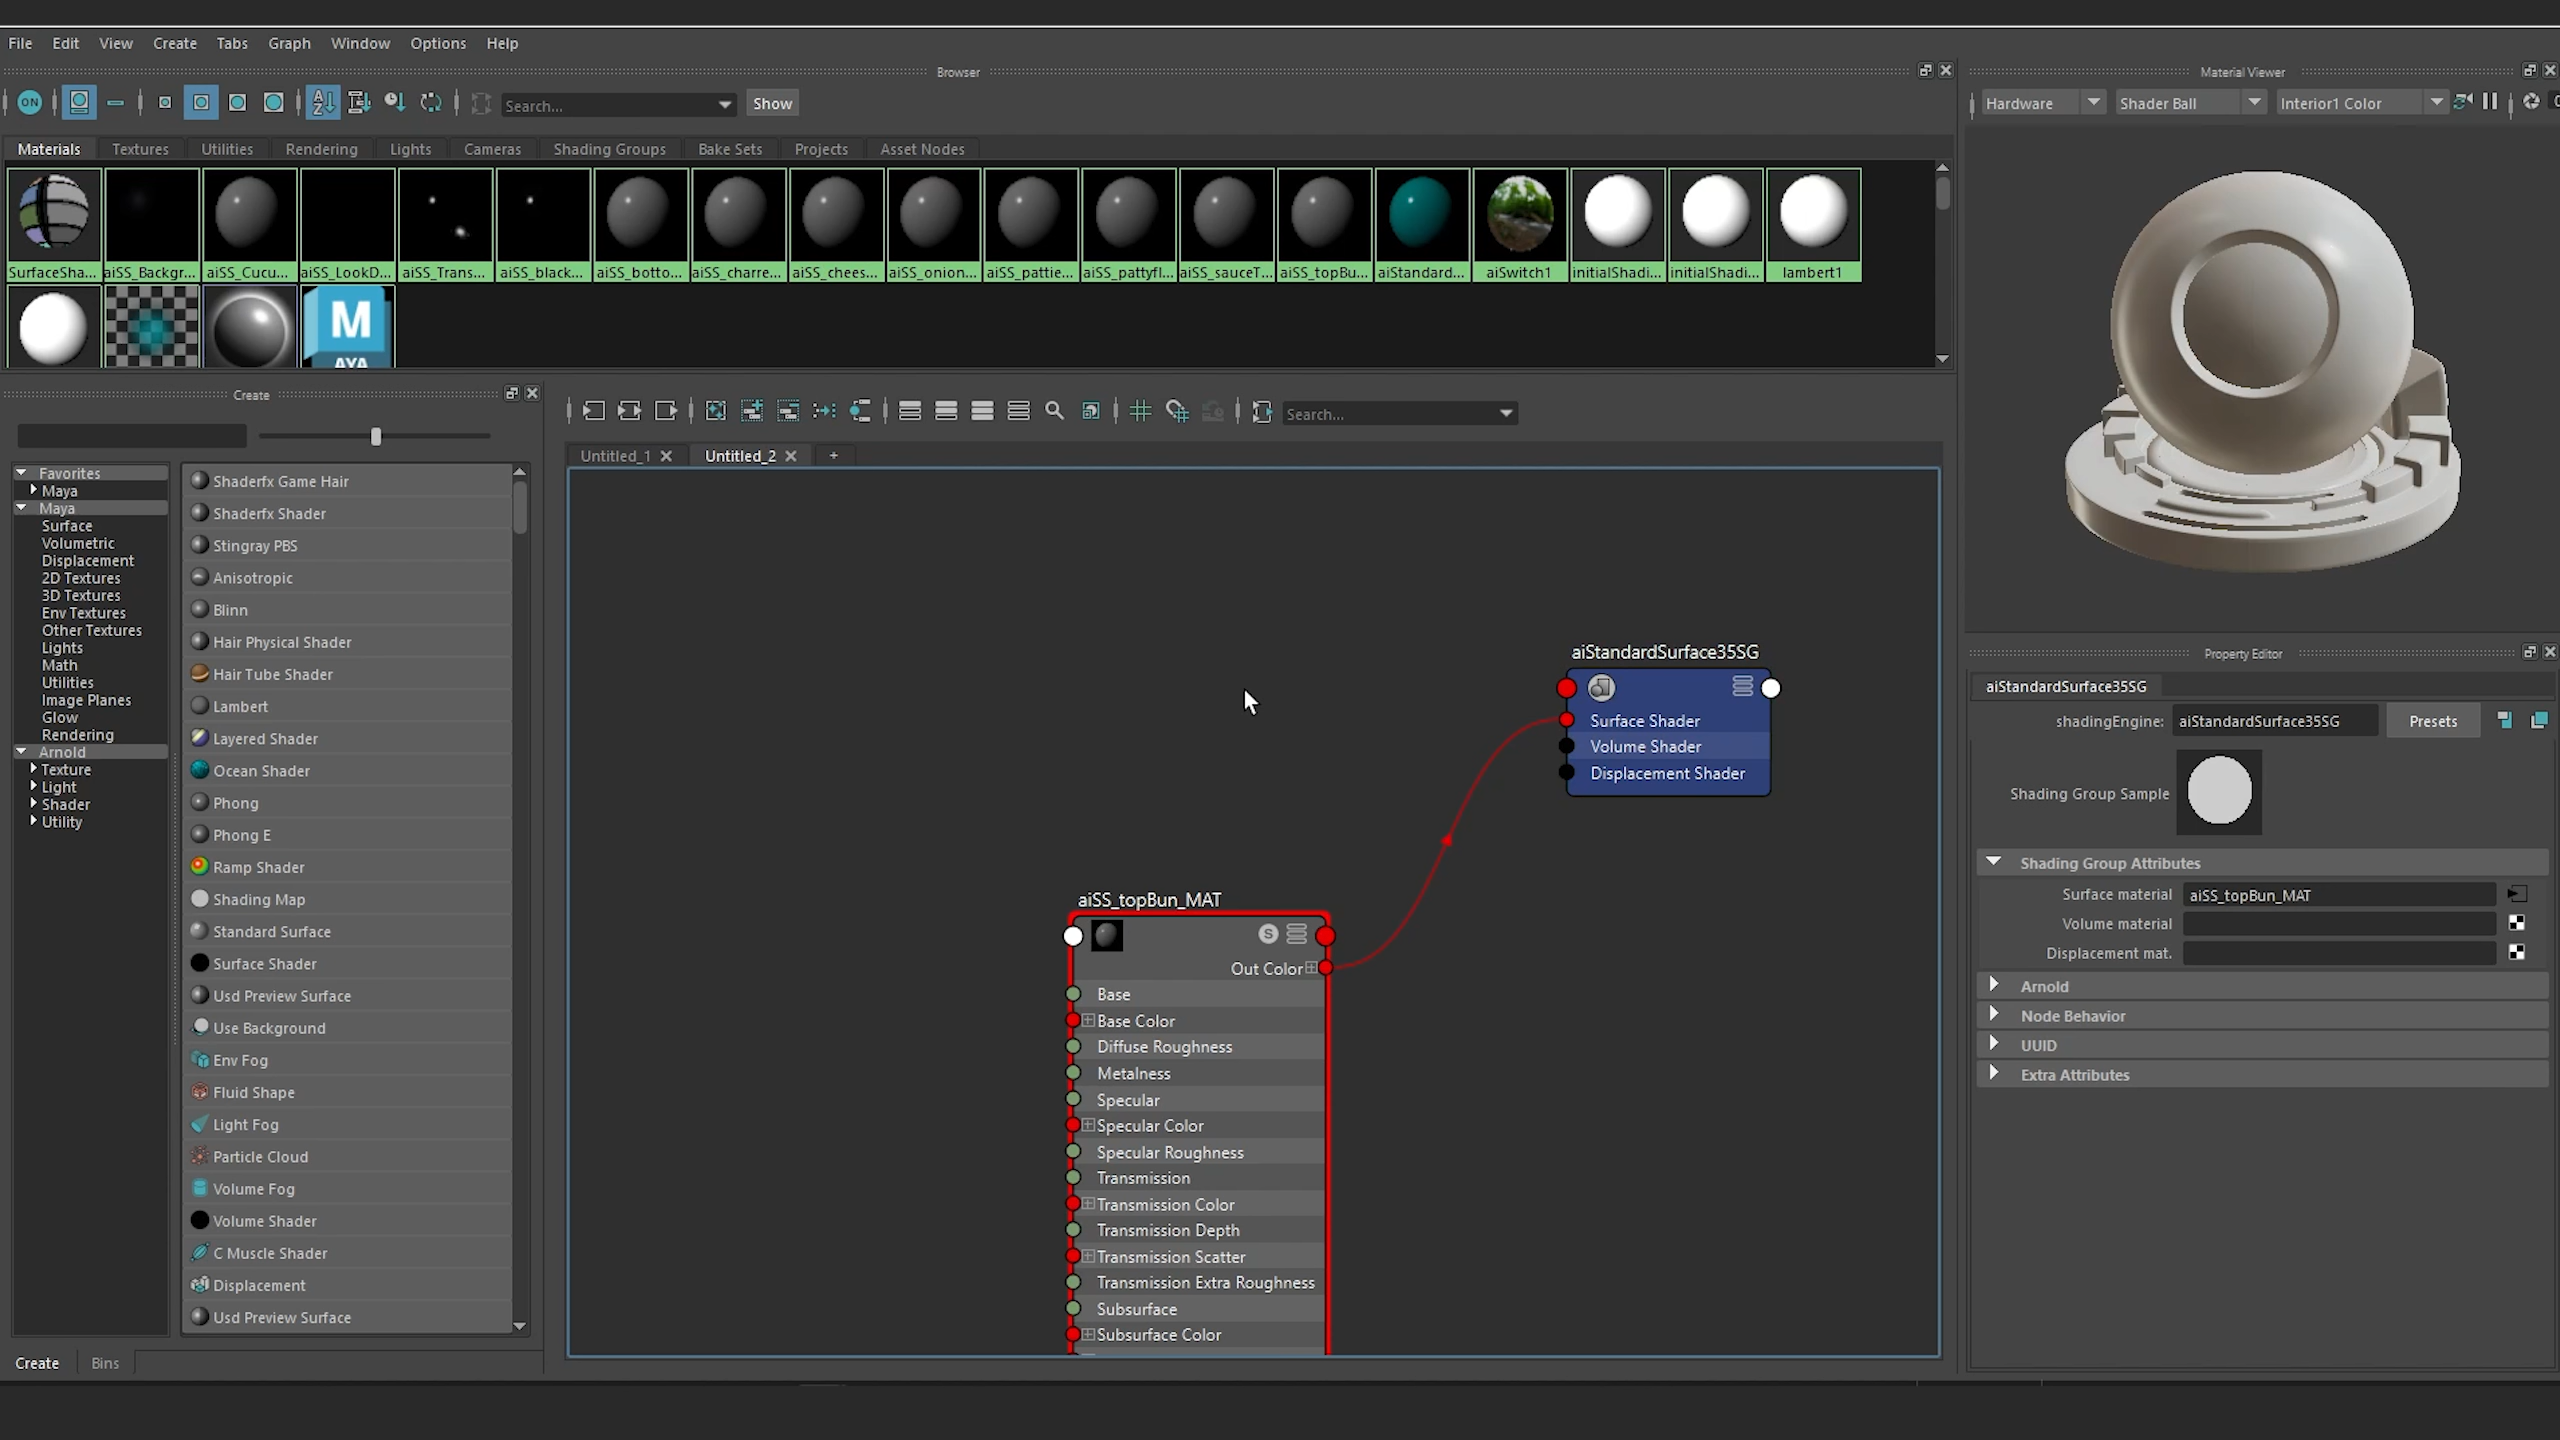 File Edit View Create Tabs Graph Window Options Help
Browser
Material Viewer
ON
Search...
Show
Hardware
Shader Ball
Interior1 Color
Materials Textures Utilities Rendering Lights Cameras Shading Groups Bake Sets Projects Asset Nodes
SurfaceSha... aiSS_Backgr... aiSS_Cucu... aiSS_LookD... aiSS_Trans... aiSS_black... aiSS_botto... aiSS_charre... aiSS_chees... aiSS_onion... aiSS_pattie... aiSS_pattyfl... aiSS_sauceT... aiSS_topBu... aiStandard... aiSwitch1 initialShadi... initialShadi... lambert1
M
AYA
Create
Search...
Untitled_1
Untitled_2
+
Favorites
Maya
Maya
Surface
Volumetric
Displacement
2D Textures
3D Textures
Env Textures
Other Textures
Lights
Math
Utilities
Image Planes
Glow
Rendering
Arnold
Texture
Light
Shader
Utility
Shaderfx Game Hair
Shaderfx Shader
Stingray PBS
Anisotropic
Blinn
Hair Physical Shader
Hair Tube Shader
Lambert
Layered Shader
Ocean Shader
Phong
Phong E
Ramp Shader
Shading Map
Standard Surface
Surface Shader
Usd Preview Surface
Use Background
Env Fog
Fluid Shape
Light Fog
Particle Cloud
Volume Fog
Volume Shader
C Muscle Shader
Displacement
Usd Preview Surface
Create
Bins
aiStandardSurface35SG
Surface Shader
Volume Shader
Displacement Shader
aiSS_topBun_MAT
S
Out Color
Base
Base Color
Diffuse Roughness
Metalness
Specular
Specular Color
Specular Roughness
Transmission
Transmission Color
Transmission Depth
Transmission Scatter
Transmission Extra Roughness
Subsurface
Subsurface Color
Property Editor
aiStandardSurface35SG
shadingEngine: aiStandardSurface35SG
Presets
Shading Group Sample
Shading Group Attributes
Surface material aiSS_topBun_MAT
Volume material
Displacement mat.
Arnold
Node Behavior
UUID
Extra Attributes